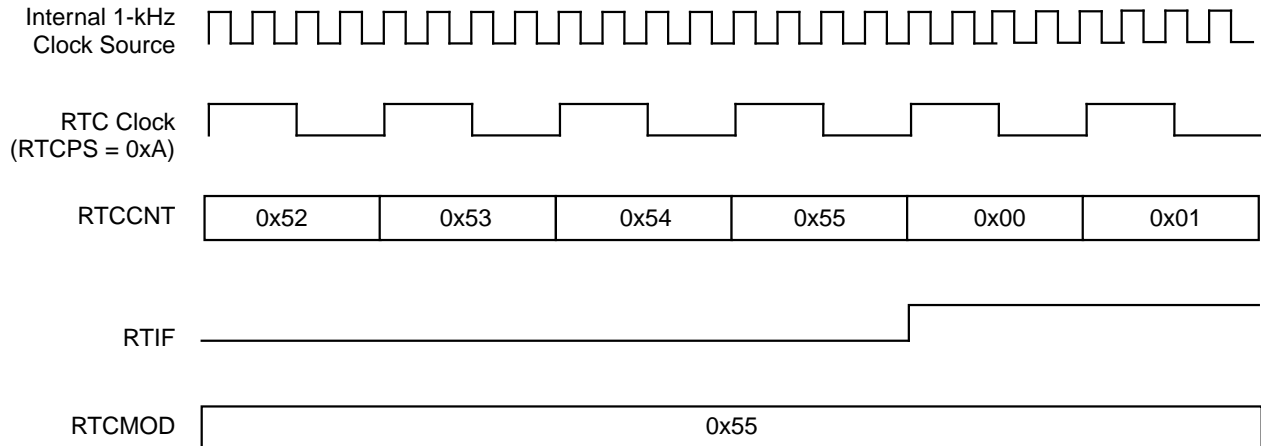 Internal 1-kHz
Clock Source
RTC Clock
(RTCPS = 0xA)
RTCCNT
0x52 0x53 0x54 0x55 0x00 0x01
RTIF
RTCMOD
0x55